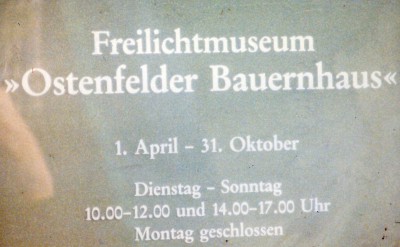 Freilichtmuseum
»Ostenfelder Bauernhaus«
1. April – 31. Oktober
Dienstag – Sonntag
10.00–12.00 und 14.00–17.00 Uhr
Montag geschlossen